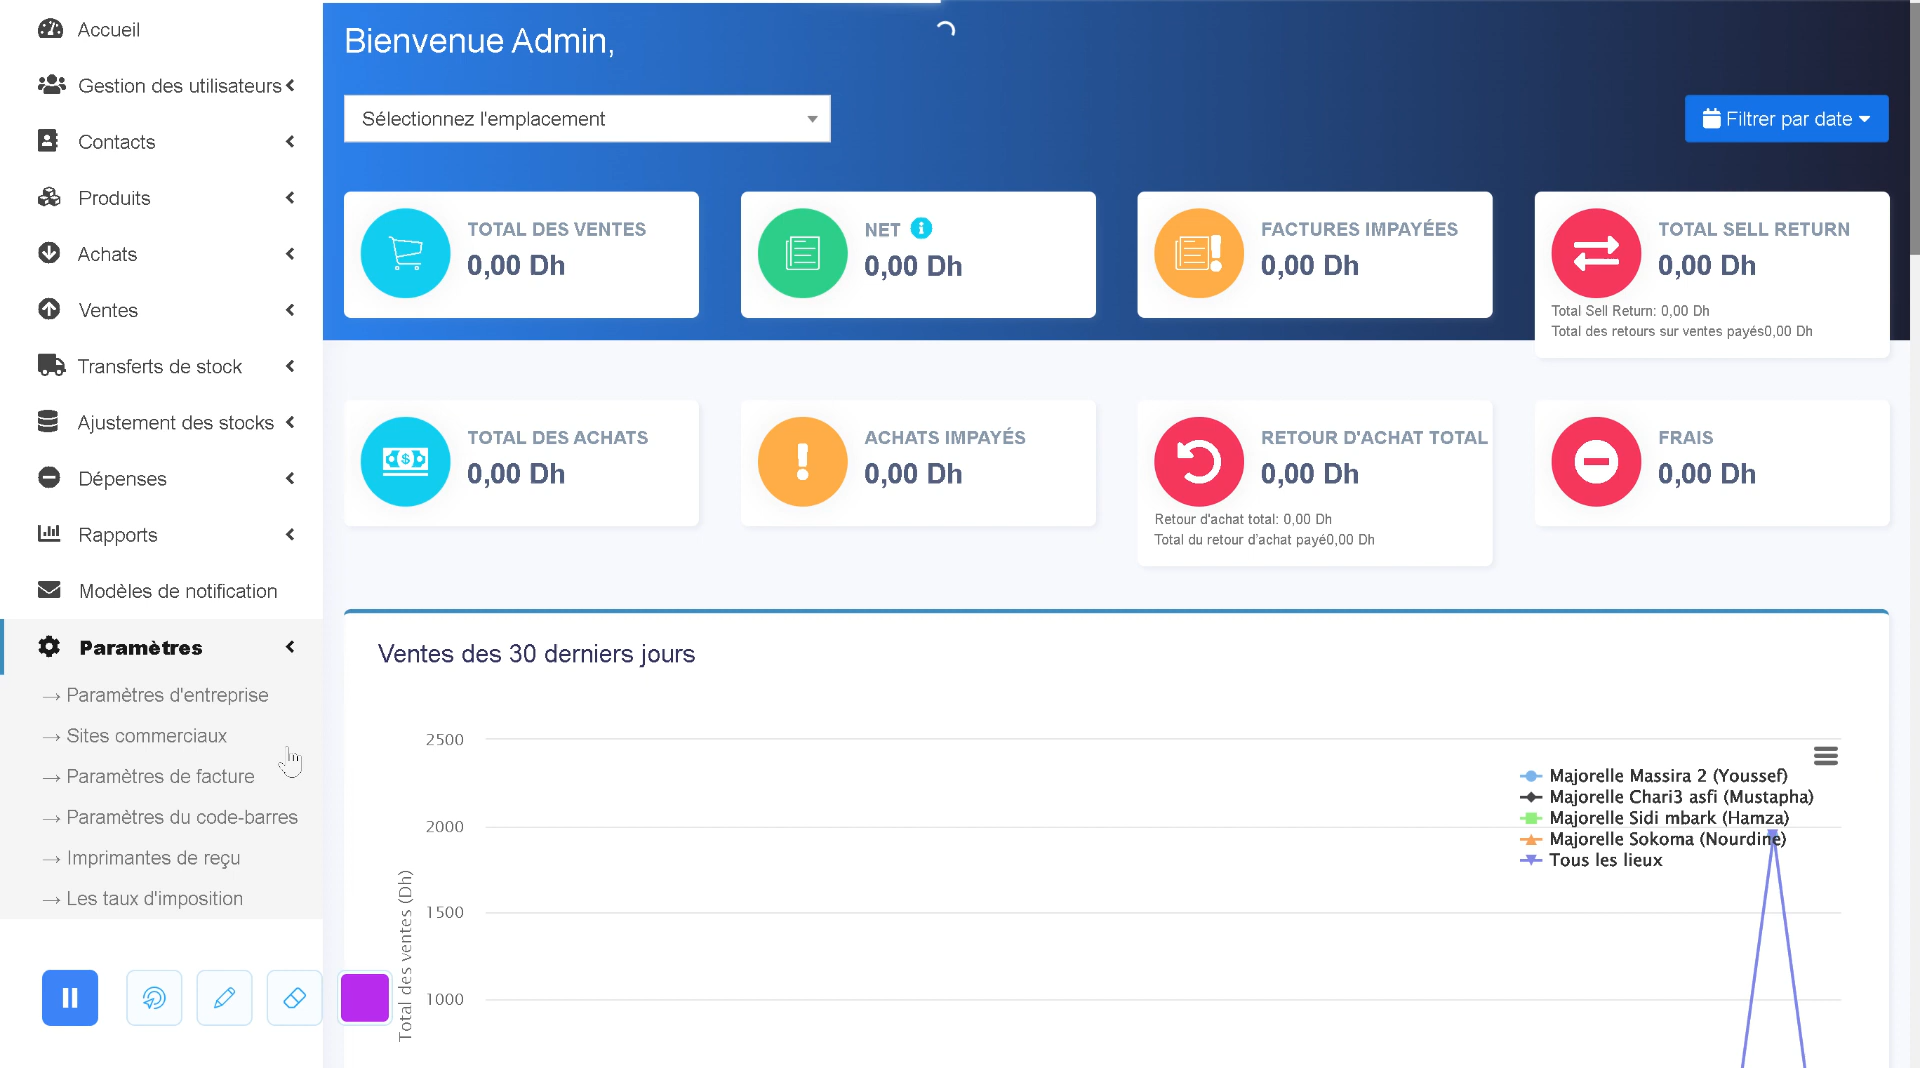 Accueil
Gestion des utilisateurs
Contacts
Produits
Achats
Ventes
Transferts de stock
Ajustement des stocks
Dépenses
Rapports
Modèles de notification
Paramètres
→ Paramètres d'entreprise
→ Sites commerciaux
→ Paramètres de facture
→ Paramètres du code-barres
→ Imprimantes de reçu
→ Les taux d'imposition
Bienvenue Admin,
Sélectionnez l'emplacement
Filtrer par date
TOTAL DES VENTES
0,00 Dh
NET
0,00 Dh
FACTURES IMPAYÉES
0,00 Dh
TOTAL SELL RETURN
0,00 Dh
Total Sell Return: 0,00 Dh
Total des retours sur ventes payés0,00 Dh
TOTAL DES ACHATS
0,00 Dh
ACHATS IMPAYÉS
0,00 Dh
RETOUR D'ACHAT TOTAL
0,00 Dh
Retour d'achat total: 0,00 Dh
Total du retour d'achat payé0,00 Dh
FRAIS
0,00 Dh
Ventes des 30 derniers jours
2500
2000
1500
1000
Total des ventes (Dh)
Majorelle Massira 2 (Youssef)
Majorelle Chari3 asfi (Mustapha)
Majorelle Sidi mbark (Hamza)
Majorelle Sokoma (Nourdine)
Tous les lieux